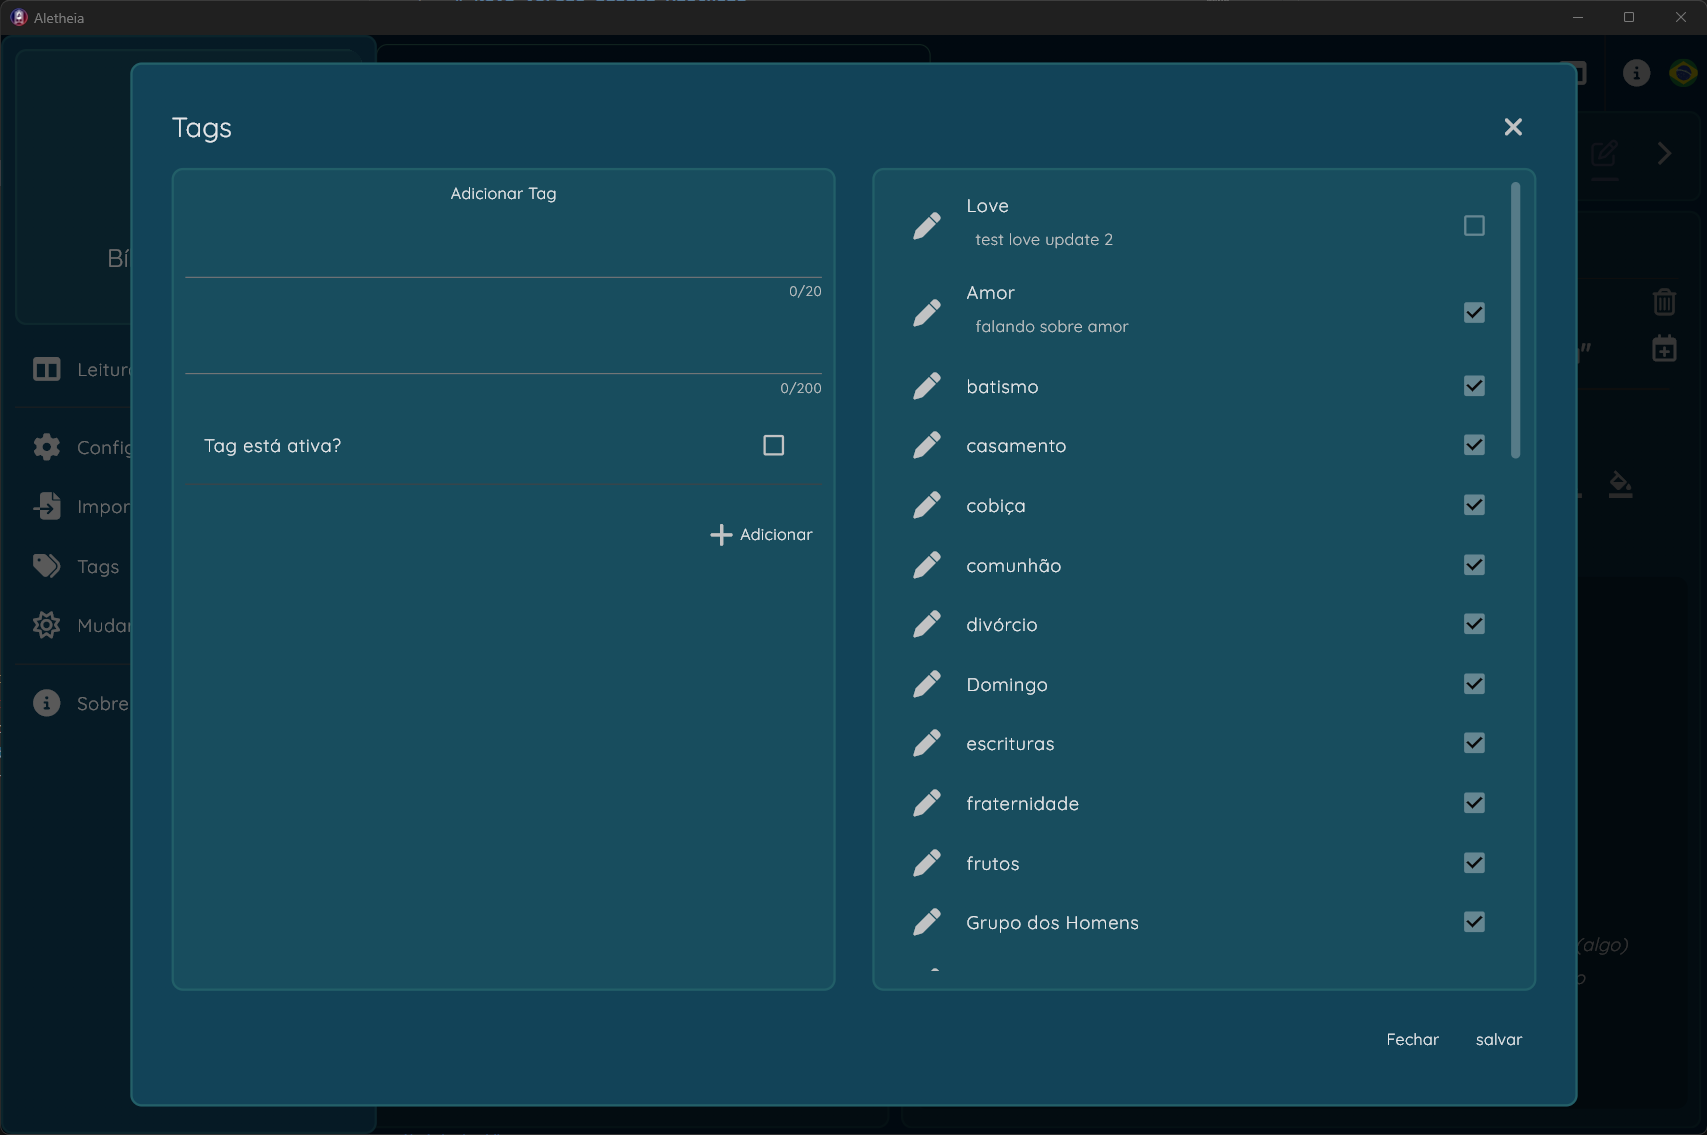 Aletheia
Tags
Adicionar Tag
0/20
0/200
Tag está ativa?
Adicionar
Love
test love update 2
Amor
falando sobre amor
batismo
casamento
cobiça
comunhão
divórcio
Domingo
escrituras
fraternidade
frutos
Grupo dos Homens
Fechar
salvar
Bí
Leitur
Config
Impor
Tags
Mudar
Sobre
(algo)